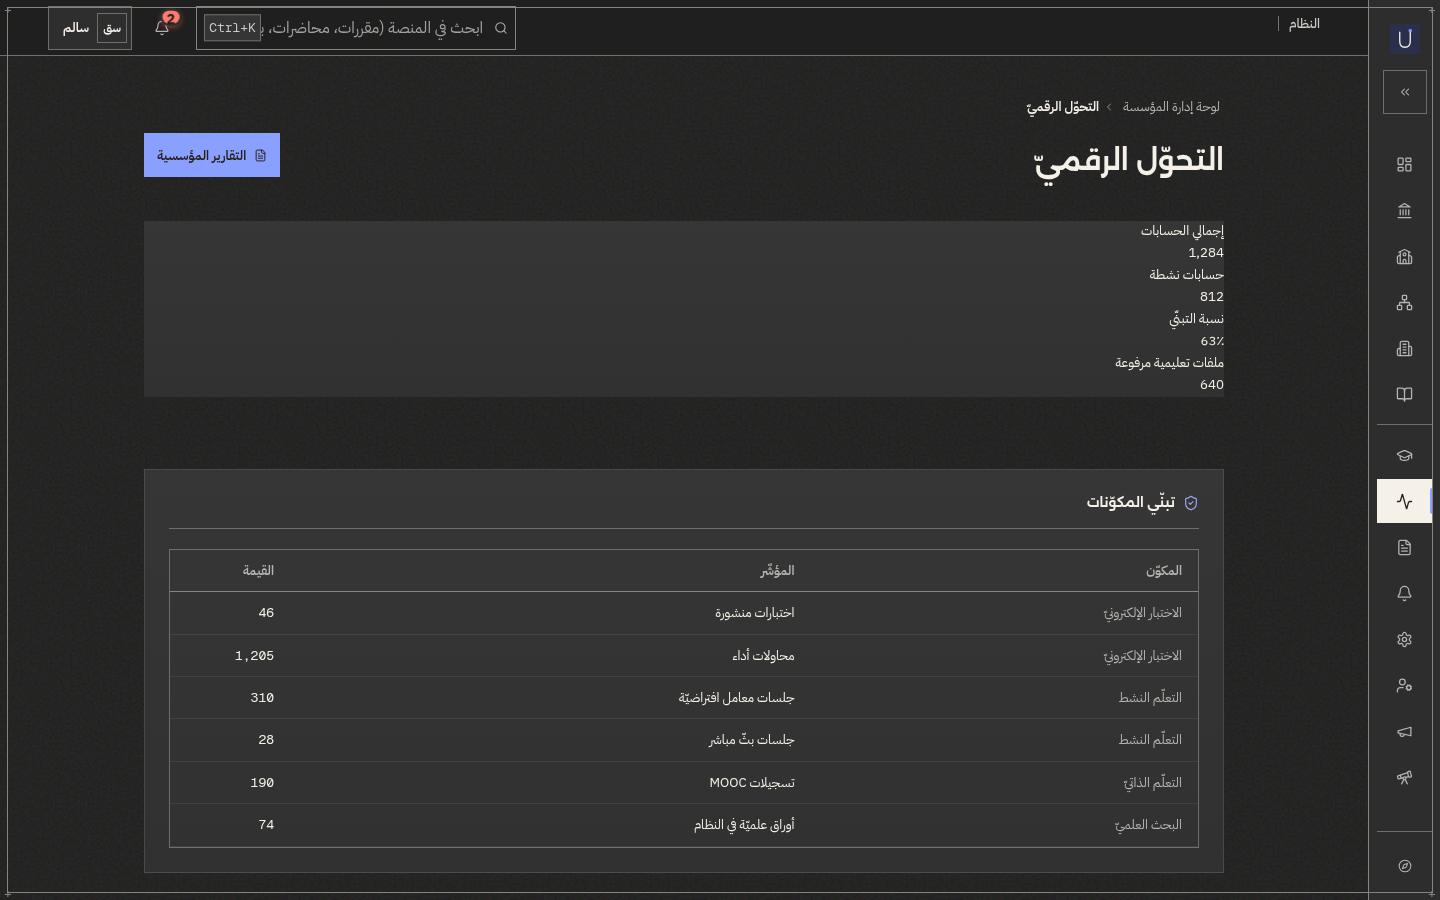 النظام
ابحث في المنصة (مقررات، محاضرات، ب
Ctrl+K
2
سق سالم
لوحة إدارة المؤسسة › التحوّل الرقميّ
التحوّل الرقميّ
التقارير المؤسسية
إجمالي الحسابات
1,284
حسابات نشطة
812
نسبة التبنّي
63٪
ملفات تعليمية مرفوعة
640
تبنّي المكوّنات
المكوّن المؤشّر القيمة
الاختبار الإلكترونيّ اختبارات منشورة 46
الاختبار الإلكترونيّ محاولات أداء 1,205
التعلّم النشط جلسات معامل افتراضيّة 310
التعلّم النشط جلسات بثّ مباشر 28
التعلّم الذاتيّ تسجيلات MOOC 190
البحث العلميّ أوراق علميّة في النظام 74